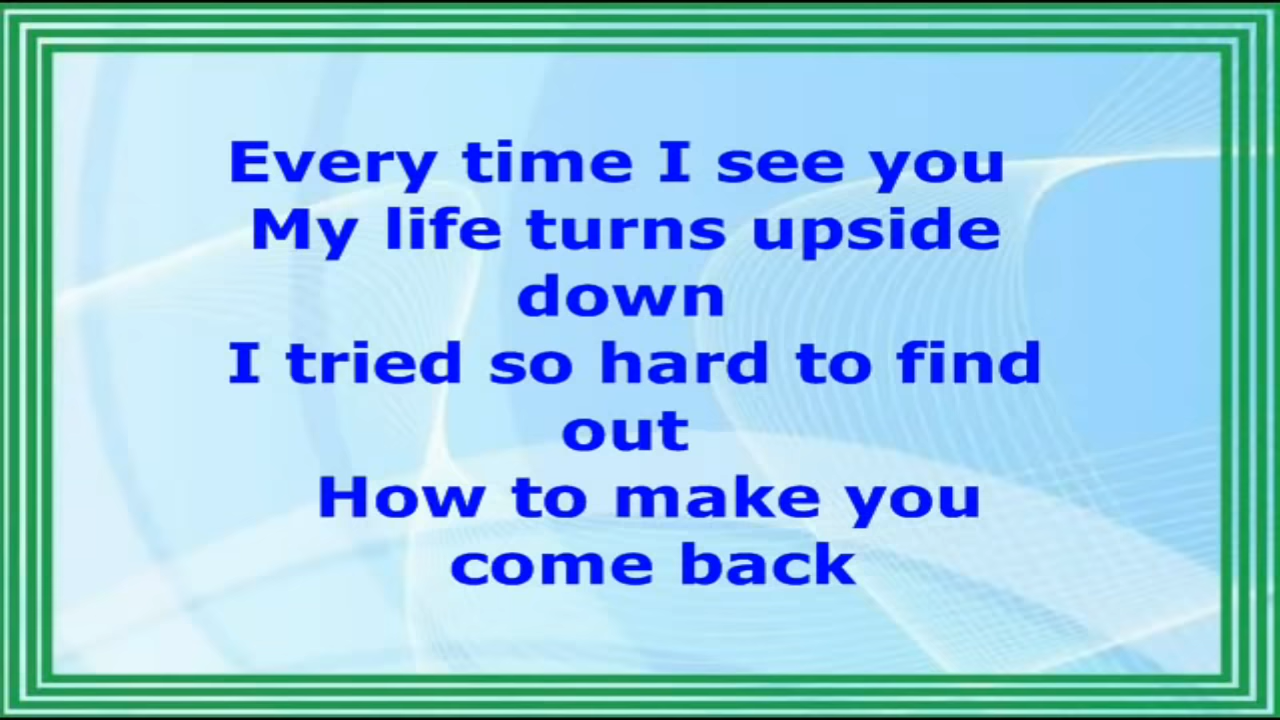 Every time I see you
My life turns upside
down
I tried so hard to find
out
How to make you
come back